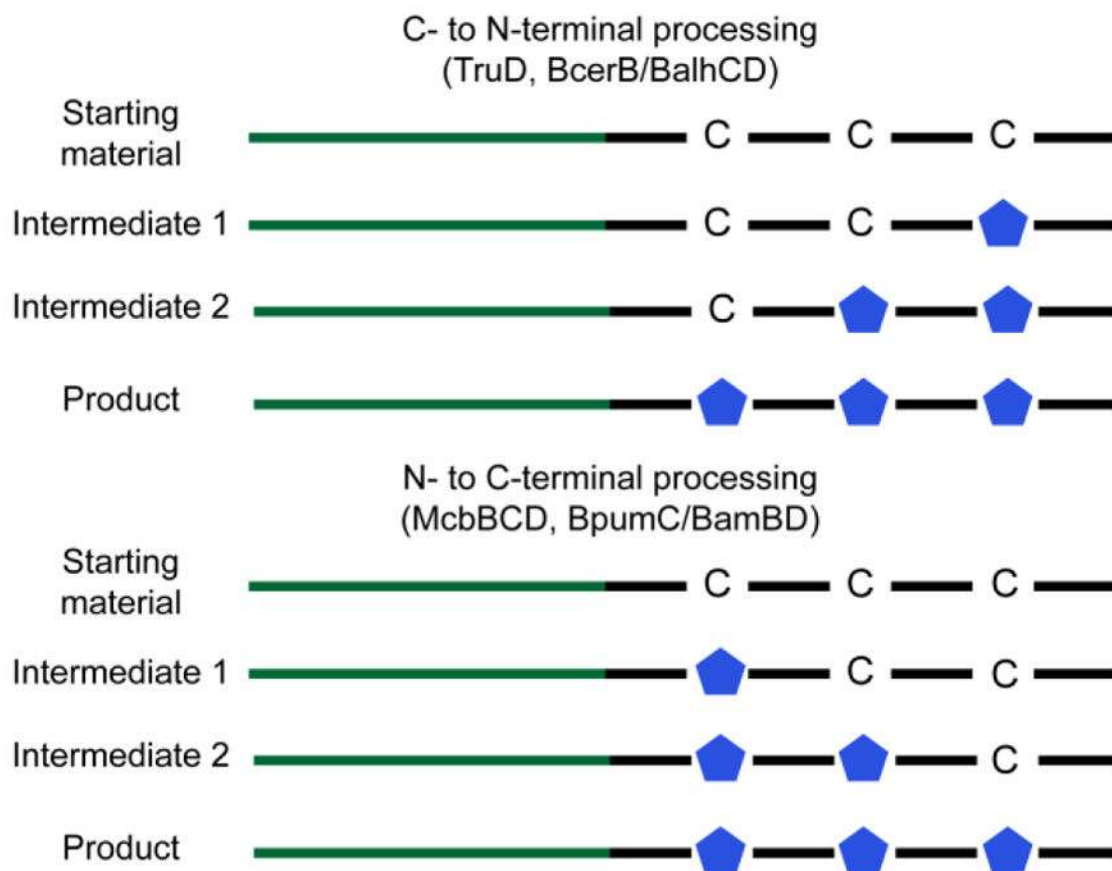 C- to N-terminal processing
(TruD, BcerB/BalhCD)
Starting
material
C C C
Intermediate 1
C C
Intermediate 2
C
Product
N- to C-terminal processing
(McbBCD, BpumC/BamBD)
Starting
material
C C C
Intermediate 1
C C
Intermediate 2
C
Product